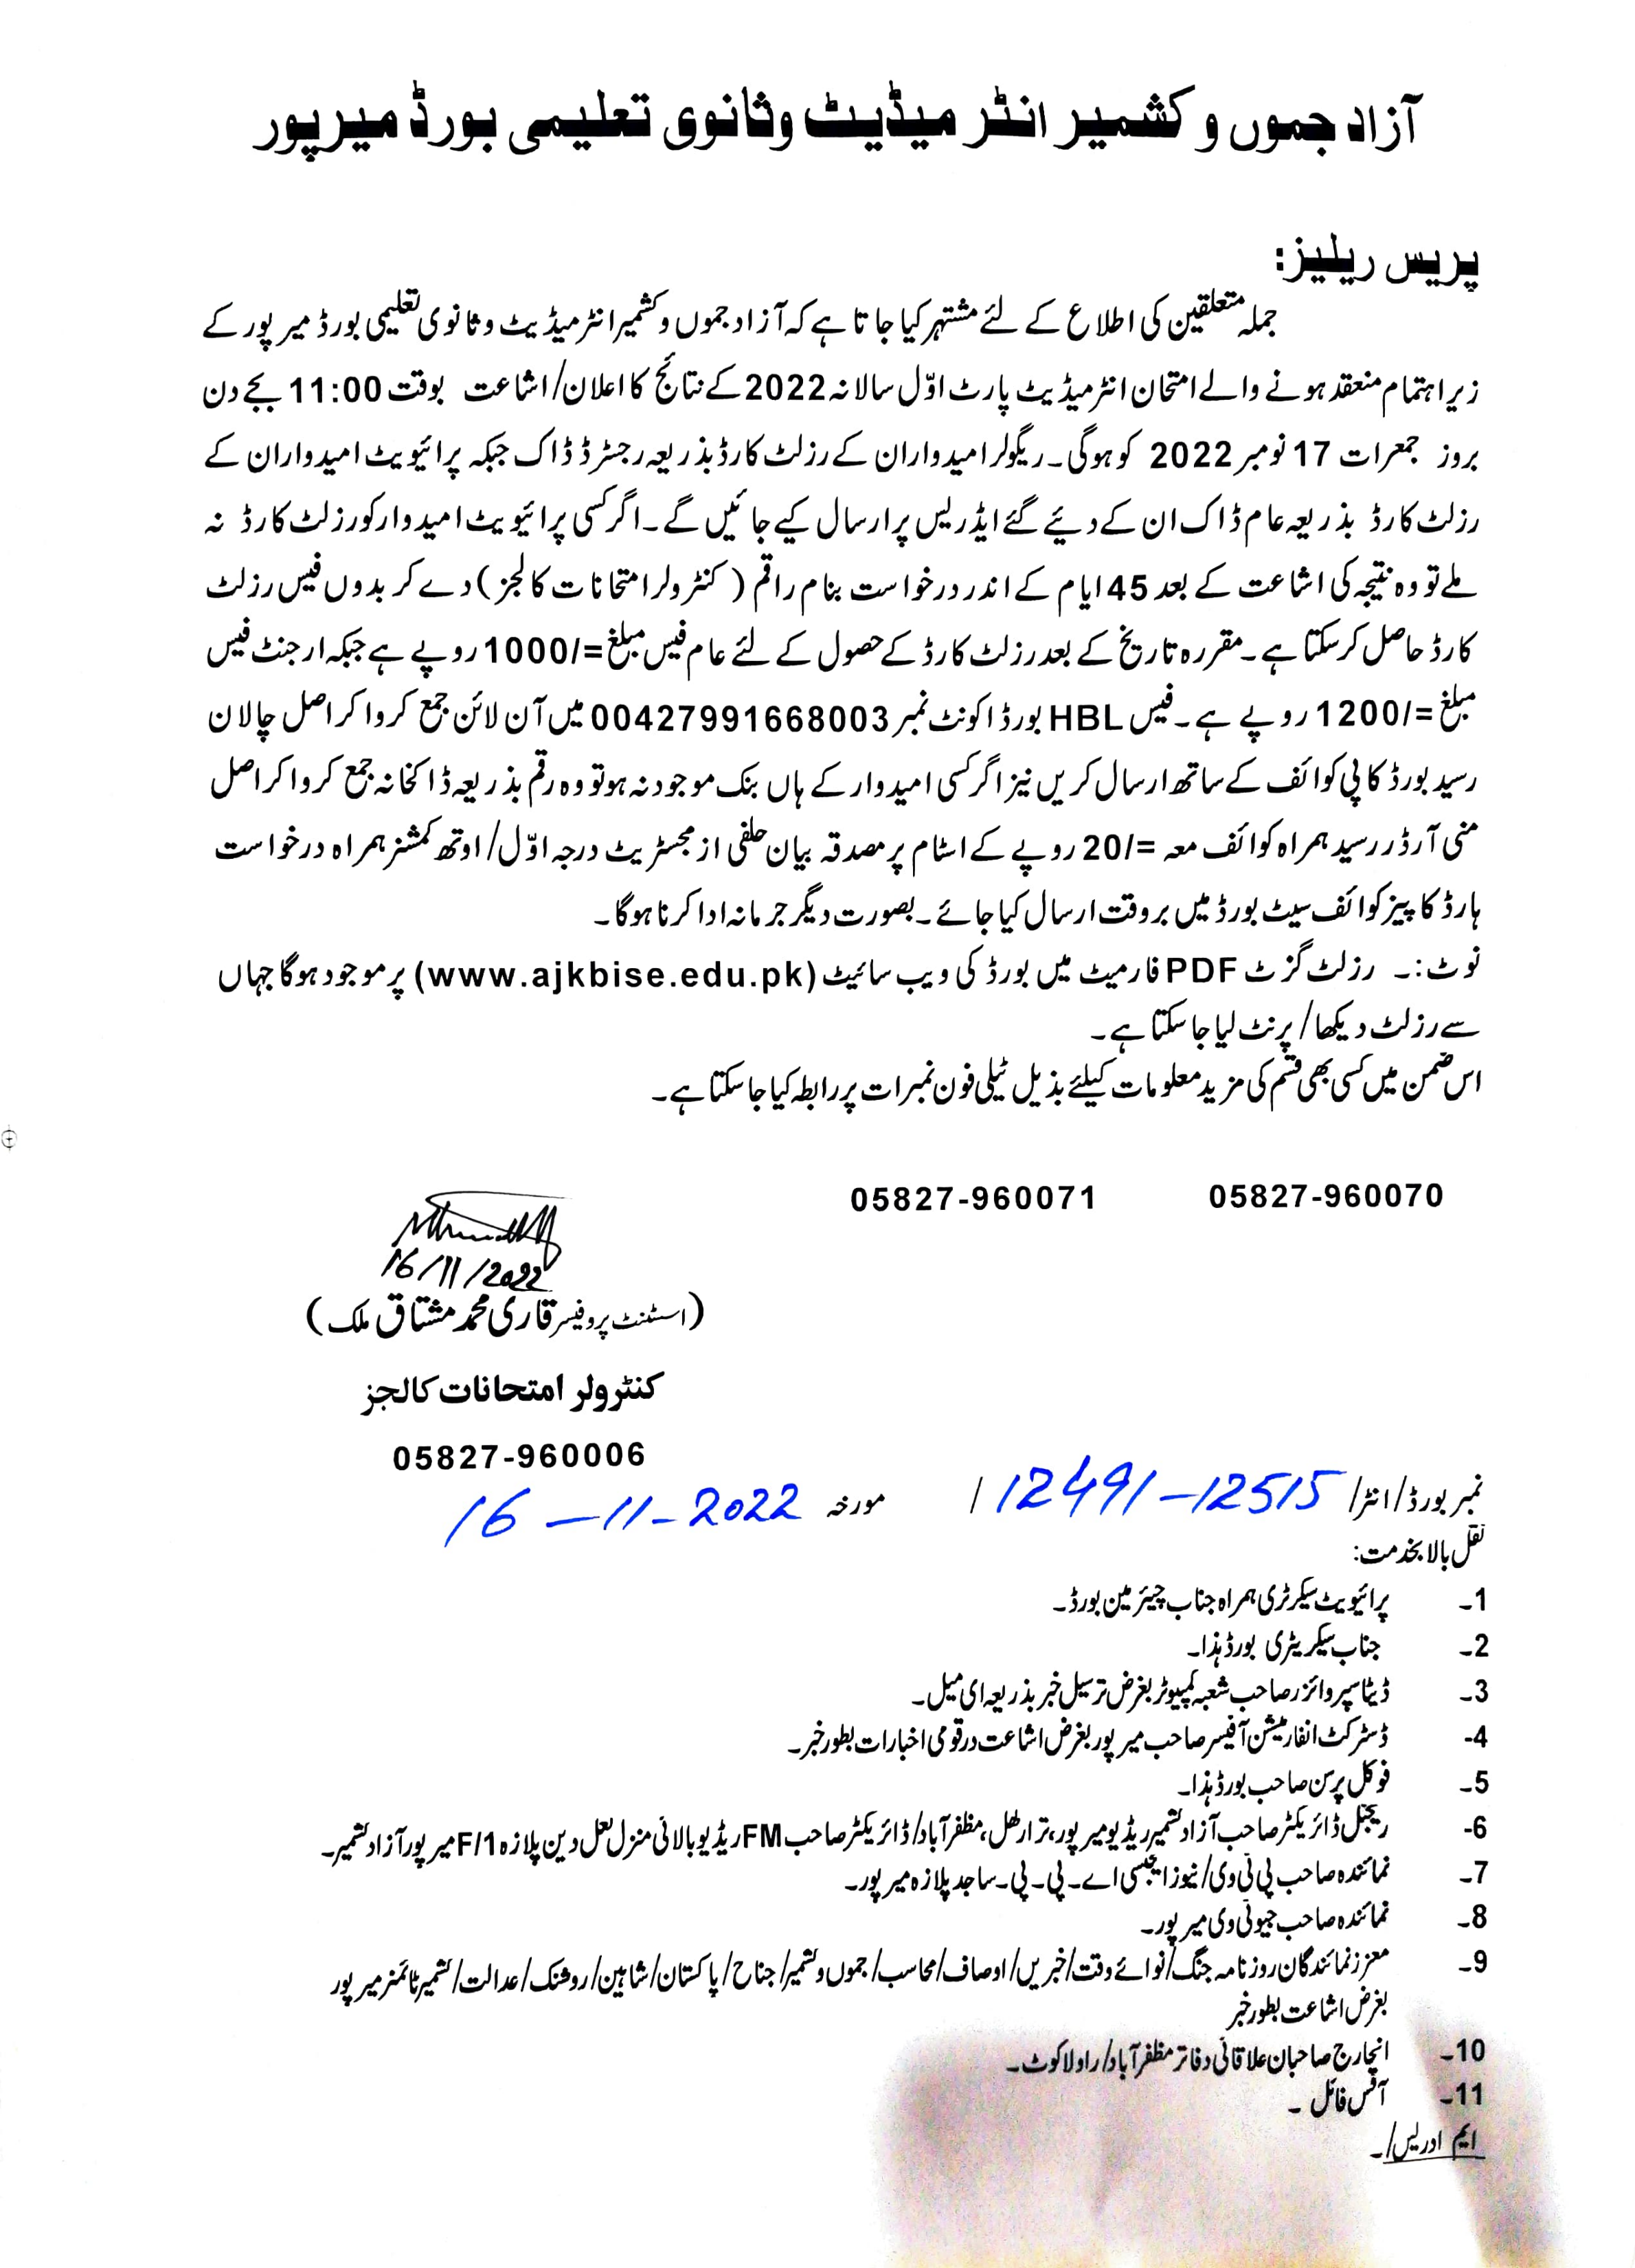 آزاد جموں و کشمیر انٹر میڈیٹ وثانوی تعلیمی بورڈ میرپور
پریس ریلیز:
جملہ متعلقین کی اطلاع کے لئے مشتہر کیا جاتا ہے کہ آزاد جموں و کشمیر انٹرمیڈیٹ وثانوی تعلیمی بورڈ میرپور کے
زیر اہتمام منعقد ہونے والے امتحان انٹرمیڈیٹ پارٹ اوّل سالانہ 2022 کے نتائج کا اعلان/اشاعت بوقت 11:00 بجے دن
بروز جمعرات 17 نومبر 2022 کو ہوگی۔ ریگولر امیدواران کے رزلٹ کارڈ بذریعہ رجسٹرڈ ڈاک جبکہ پرائیویٹ امیدواران کے
رزلٹ کارڈ بذریعہ عام ڈاک ان کے دیئے گئے ایڈریس پر ارسال کیے جائیں گے۔ اگر کسی پرائیویٹ امیدوار کو رزلٹ کارڈ نہ
ملے تو وہ نتیجہ کی اشاعت کے بعد 45 ایام کے اندر درخواست بنام راقم (کنٹرولر امتحانات کالجز) دے کر بدوں فیس رزلٹ
کارڈ حاصل کر سکتا ہے۔ مقررہ تاریخ کے بعد رزلٹ کارڈ کے حصول کے لئے عام فیس مبلغ =/1000 روپے ہے جبکہ ارجنٹ فیس
مبلغ =/1200 روپے ہے۔ فیس HBL بورڈ اکونٹ نمبر 00427991668003 میں آن لائن جمع کروا کر اصل چالان
رسید بورڈ کاپی کوائف کے ساتھ ارسال کریں نیز اگر کسی امیدوار کے ہاں بنک موجود نہ ہو تو وہ رقم بذریعہ ڈاکخانہ جمع کروا کر اصل
منی آرڈر رسید ہمراہ کوائف معہ =/20 روپے کے اسٹام پر مصدقہ بیان حلفی از مجسٹریٹ درجہ اوّل/اوتھ کمشنر ہمراہ درخواست
ہارڈ کاپیز کوائف سیٹ بورڈ میں بروقت ارسال کیا جائے۔ بصورت دیگر جرمانہ ادا کرنا ہوگا۔
نوٹ:۔ رزلٹ گزٹ PDF فارمیٹ میں بورڈ کی ویب سائیٹ (www.ajkbise.edu.pk) پر موجود ہوگا جہاں
سے رزلٹ دیکھا/پرنٹ لیا جا سکتا ہے۔
اس ضمن میں کسی بھی قسم کی مزید معلومات کیلئے بذیل ٹیلی فون نمبرات پر رابطہ کیا جا سکتا ہے۔
05827-960070 05827-960071
16/11/2022
(اسسٹنٹ پروفیسر قاری محمد مشتاق ملک)
کنٹرولر امتحانات کالجز
05827-960006
نمبر بورڈ/انٹر/ 12491-12515 / مورخہ 16-11-2022
نقل بالا بخدمت:
1۔ پرائیویٹ سیکرٹری ہمراہ جناب چیئرمین بورڈ۔
2۔ جناب سیکریٹری بورڈ ہذا۔
3۔ ڈیٹا سپروائزر صاحب شعبہ کمپیوٹر بغرض ترسیل خبر بذریعہ ای میل۔
4- ڈسٹرکٹ انفارمیشن آفیسر صاحب میرپور بغرض اشاعت در قومی اخبارات بطور خبر۔
5۔ فوکل پرسن صاحب بورڈ ہذا۔
6- ریجنل ڈائریکٹر صاحب آزاد کشمیر ریڈیو میرپور، تراڑکھل، مظفرآباد/ڈائریکٹر صاحب FM ریڈیو بالائی منزل لعل دین پلازہ F/1 میرپور آزاد کشمیر۔
7۔ نمائندہ صاحب پی ٹی وی/نیوز ایجنسی اے۔پی۔پی۔ساجد پلازہ میرپور۔
8۔ نمائندہ صاحب جیو ٹی وی میرپور۔
9۔ معزز نمائندگان روزنامہ جنگ/نوائے وقت/خبریں/اوصاف/محاسب/جموں و کشمیر/جناح/پاکستان/شاہین/روشنک/عدالت/کشمیر ٹائمز میرپور
بغرض اشاعت بطور خبر
10۔ انچارج صاحبان علاقائی دفاتر مظفرآباد/راولاکوٹ۔
11۔ آفس فائل۔
ایم ادریس/۔